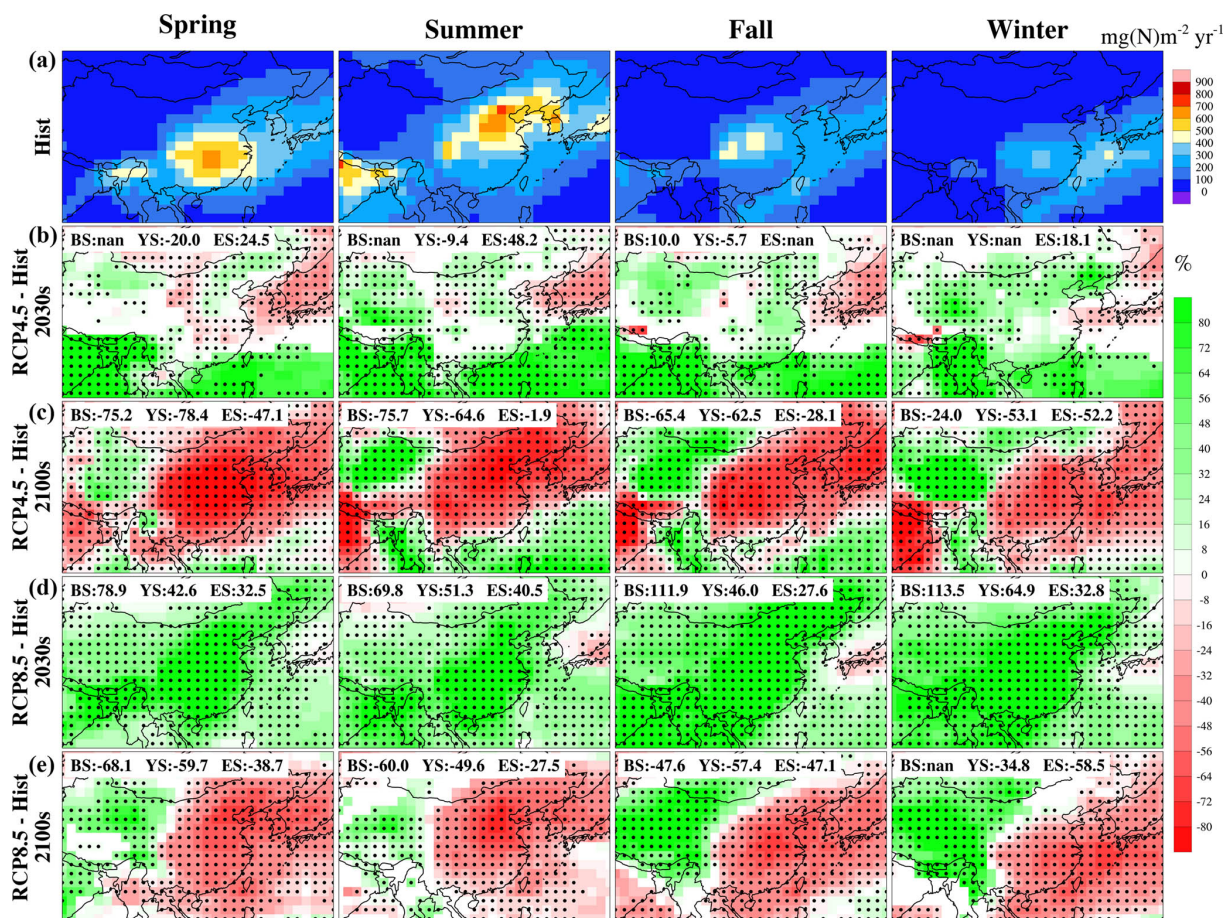 Spring Summer Fall Winter
mg(N)m⁻² yr⁻¹
(a)
Hist
900
800
700
600
500
400
300
200
100
0
(b) BS:nan YS:-20.0 ES:24.5 BS:nan YS:-9.4 ES:48.2 BS:10.0 YS:-5.7 ES:nan BS:nan YS:nan ES:18.1
RCP4.5 - Hist
2030s
(c) BS:-75.2 YS:-78.4 ES:-47.1 BS:-75.7 YS:-64.6 ES:-1.9 BS:-65.4 YS:-62.5 ES:-28.1 BS:-24.0 YS:-53.1 ES:-52.2
RCP4.5 - Hist
2100s
(d) BS:78.9 YS:42.6 ES:32.5 BS:69.8 YS:51.3 ES:40.5 BS:111.9 YS:46.0 ES:27.6 BS:113.5 YS:64.9 ES:32.8
RCP8.5 - Hist
2030s
(e) BS:-68.1 YS:-59.7 ES:-38.7 BS:-60.0 YS:-49.6 ES:-27.5 BS:-47.6 YS:-57.4 ES:-47.1 BS:nan YS:-34.8 ES:-58.5
RCP8.5 - Hist
2100s
%
80
72
64
56
48
40
32
24
16
8
0
-8
-16
-24
-32
-40
-48
-56
-64
-72
-80